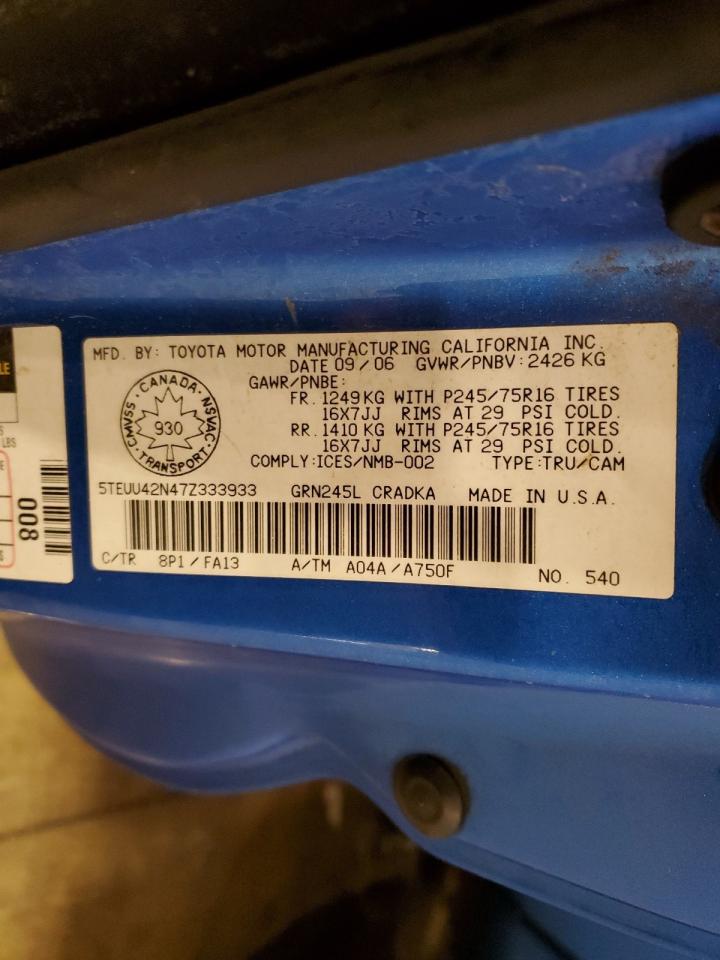 MFD. BY: TOYOTA MOTOR MANUFACTURING CALIFORNIA INC.
DATE 09/06 GVWR/PNBV:2426 KG
GAWR/PNBE:
FR. 1249KG WITH P245/75R16 TIRES
16X7JJ RIMS AT 29 PSI COLD.
RR. 1410 KG WITH P245/75R16 TIRES
16X7JJ RIMS AT 29 PSI COLD.
COMPLY:ICES/NMB-002 TYPE:TRU/CAM
CANADA
CMVSS 930 NSVAC
TRANSPORT
5TEUU42N47Z333933 GRN245L CRADKA MADE IN U.S.A.
C/TR 8P1/FA13 A/TM A04A/A750F NO. 540
LBS
008